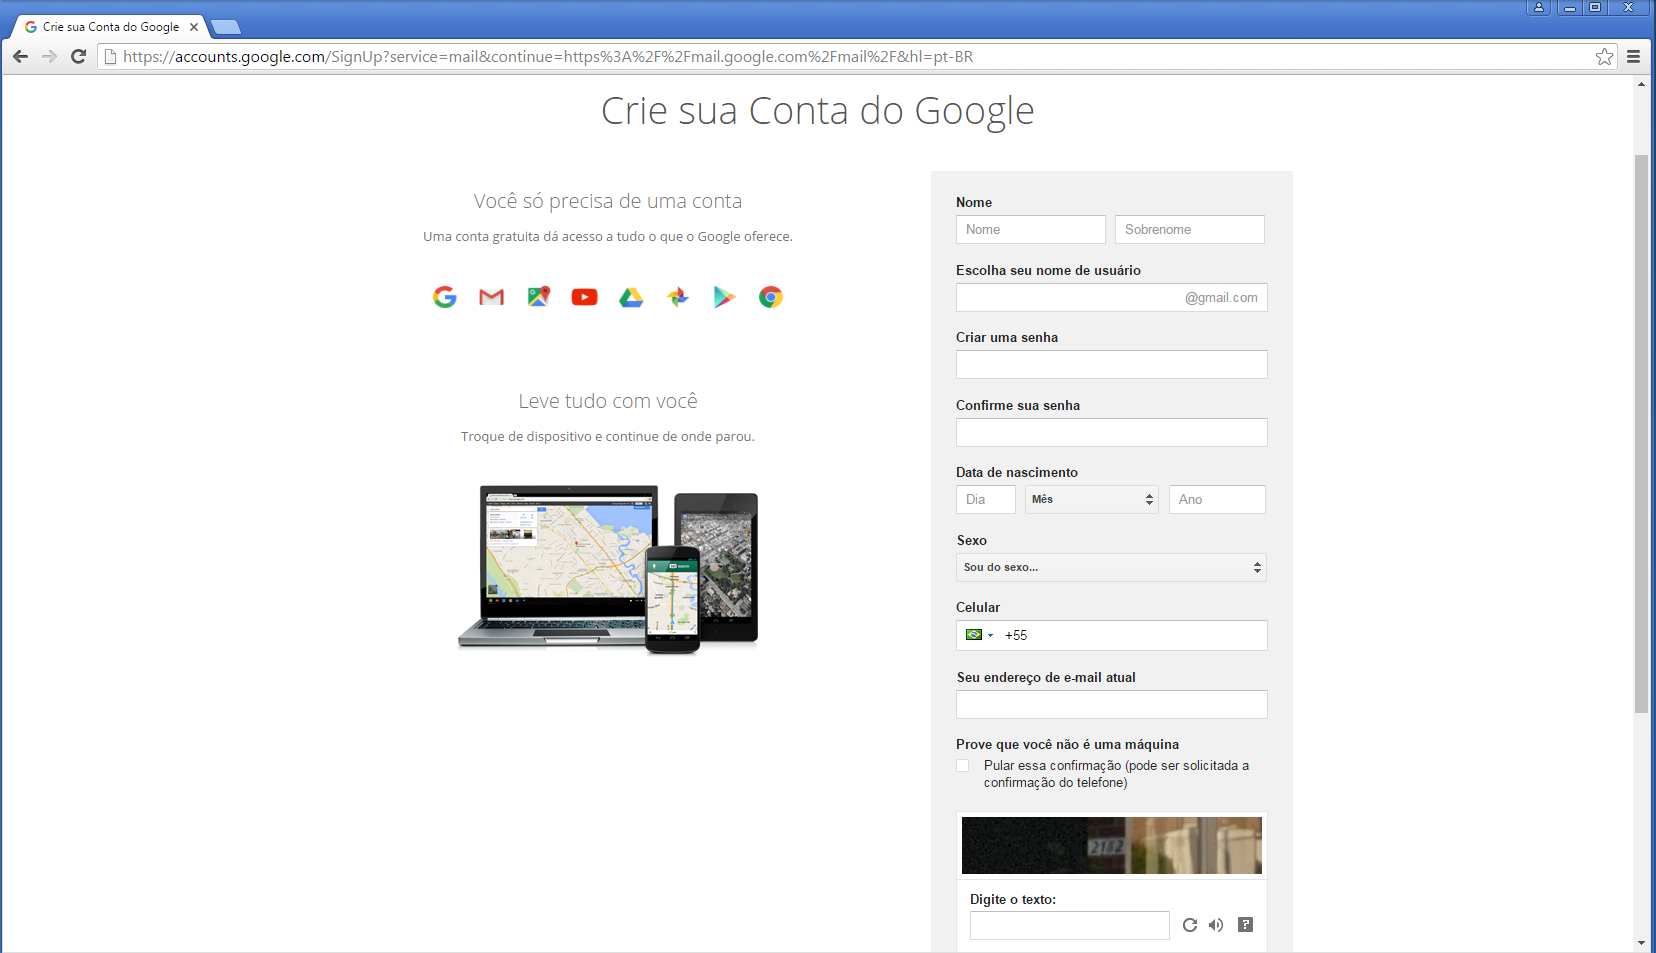 Crie sua Conta do Google
https://accounts.google.com/SignUp?service=mail&continue=https%3A%2F%2Fmail.google.com%2Fmail%2F&hl=pt-BR
Crie sua Conta do Google
Você só precisa de uma conta
Uma conta gratuita dá acesso a tudo o que o Google oferece.
Leve tudo com você
Troque de dispositivo e continue de onde parou.
Nome
Nome
Sobrenome
Escolha seu nome de usuário
@gmail.com
Criar uma senha
Confirme sua senha
Data de nascimento
Dia
Mês
Ano
Sexo
Sou do sexo...
Celular
+55
Seu endereço de e-mail atual
Prove que você não é uma máquina
Pular essa confirmação (pode ser solicitada a
confirmação do telefone)
2182
Digite o texto:
?